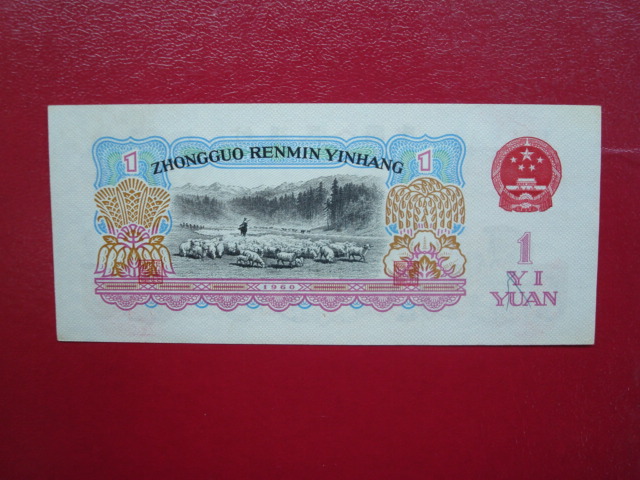 1 ZHONGGUO RENMIN YINHANG 1
1960
1
YI
YUAN